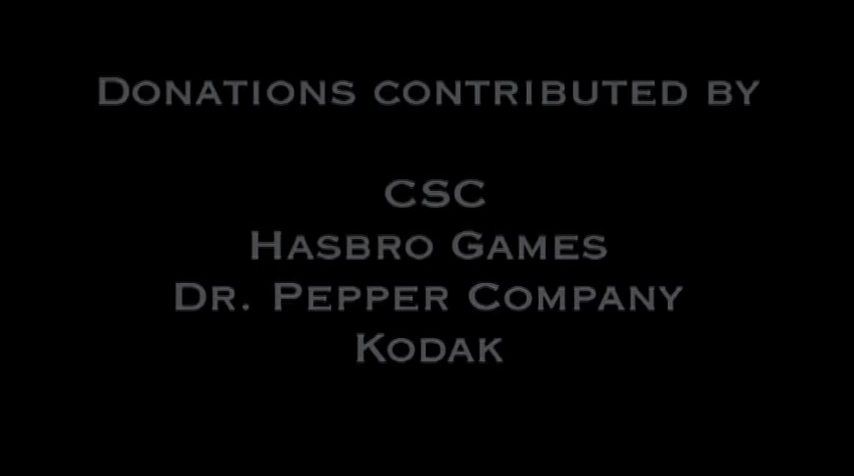 Donations contributed by
CSC
Hasbro Games
Dr. Pepper Company
Kodak